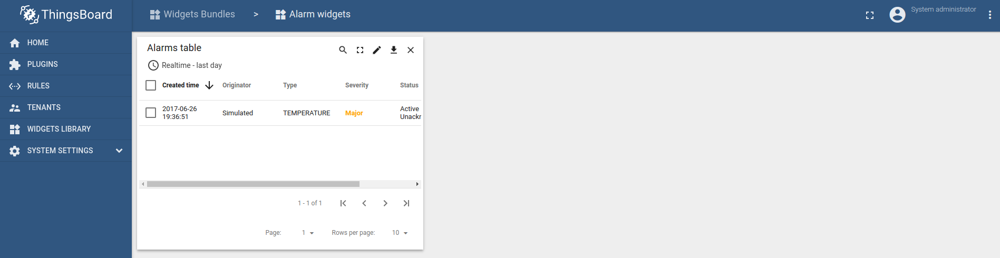 ThingsBoard
Widgets Bundles > Alarm widgets
System administrator
HOME
PLUGINS
RULES
TENANTS
WIDGETS LIBRARY
SYSTEM SETTINGS
Alarms table
Realtime - last day
Created time Originator Type Severity Status
2017-06-26
19:36:51
Simulated TEMPERATURE Major
Active
1 - 1 of 1
Page: 1 Rows per page: 10